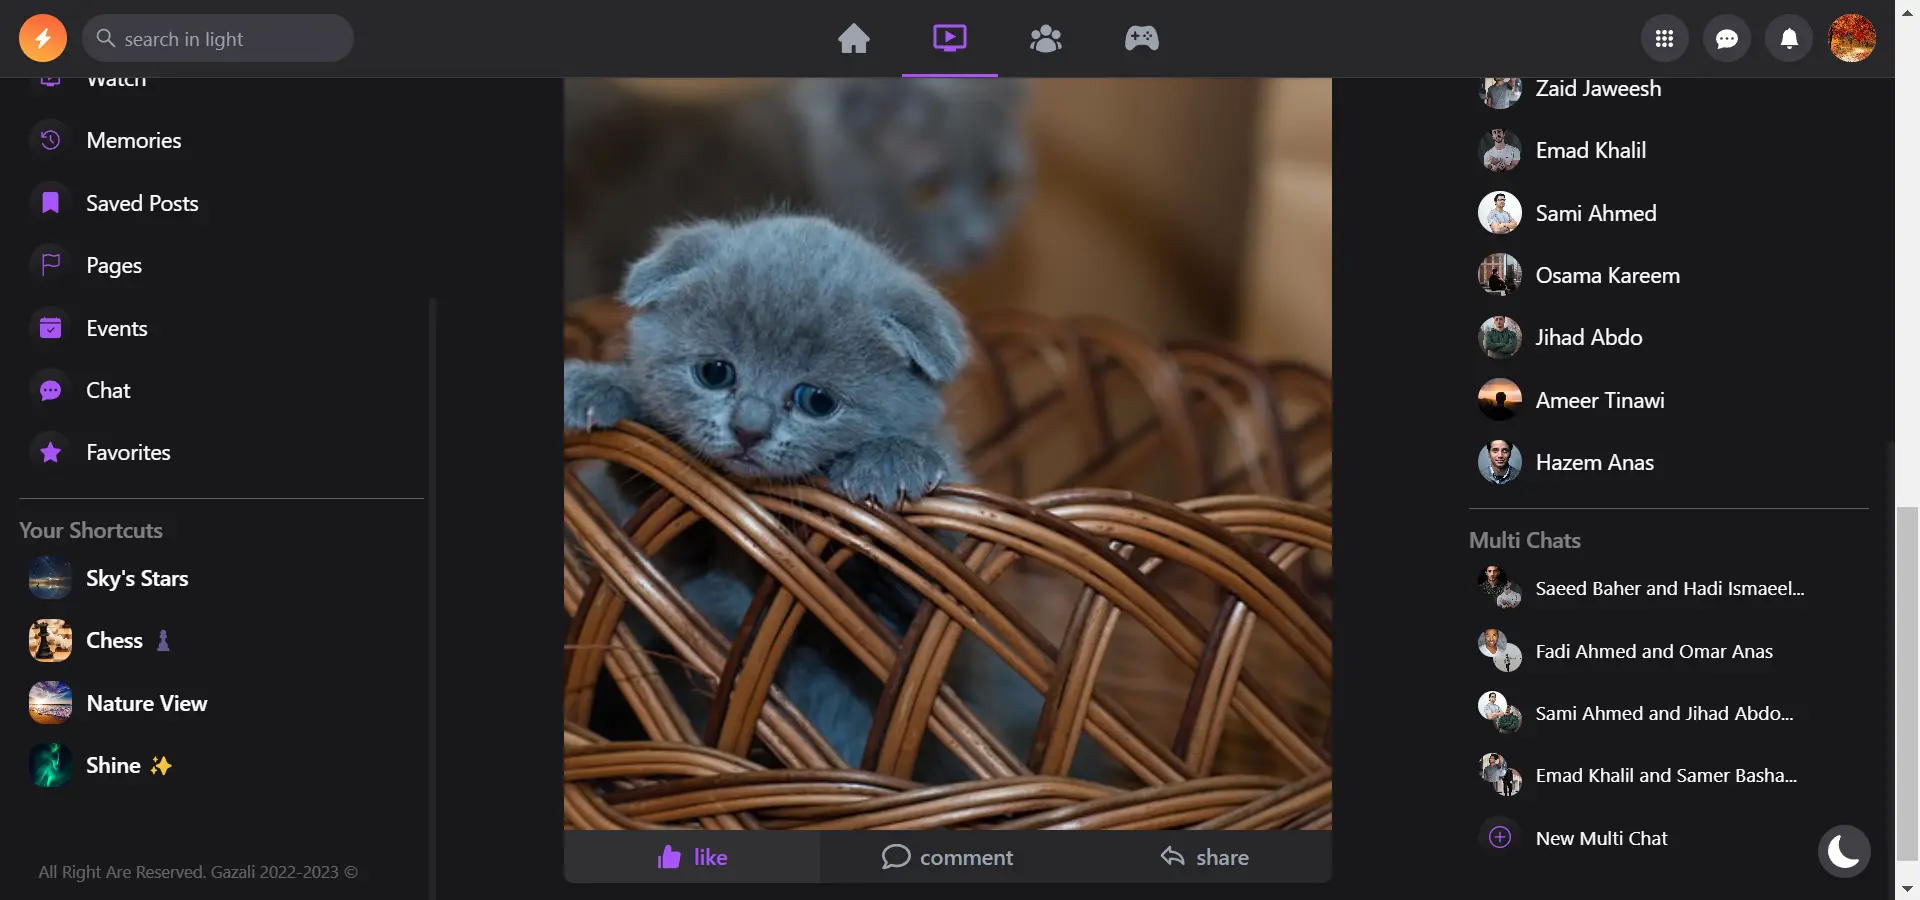 search in light
Watch
Memories
Saved Posts
Pages
Events
Chat
Favorites
Your Shortcuts
Sky's Stars
Chess
Nature View
Shine ✨
All Right Are Reserved. Gazali 2022-2023 ©
like
comment
share
Zaid Jaweesh
Emad Khalil
Sami Ahmed
Osama Kareem
Jihad Abdo
Ameer Tinawi
Hazem Anas
Multi Chats
Saeed Baher and Hadi Ismaeel...
Fadi Ahmed and Omar Anas
Sami Ahmed and Jihad Abdo...
Emad Khalil and Samer Basha...
New Multi Chat